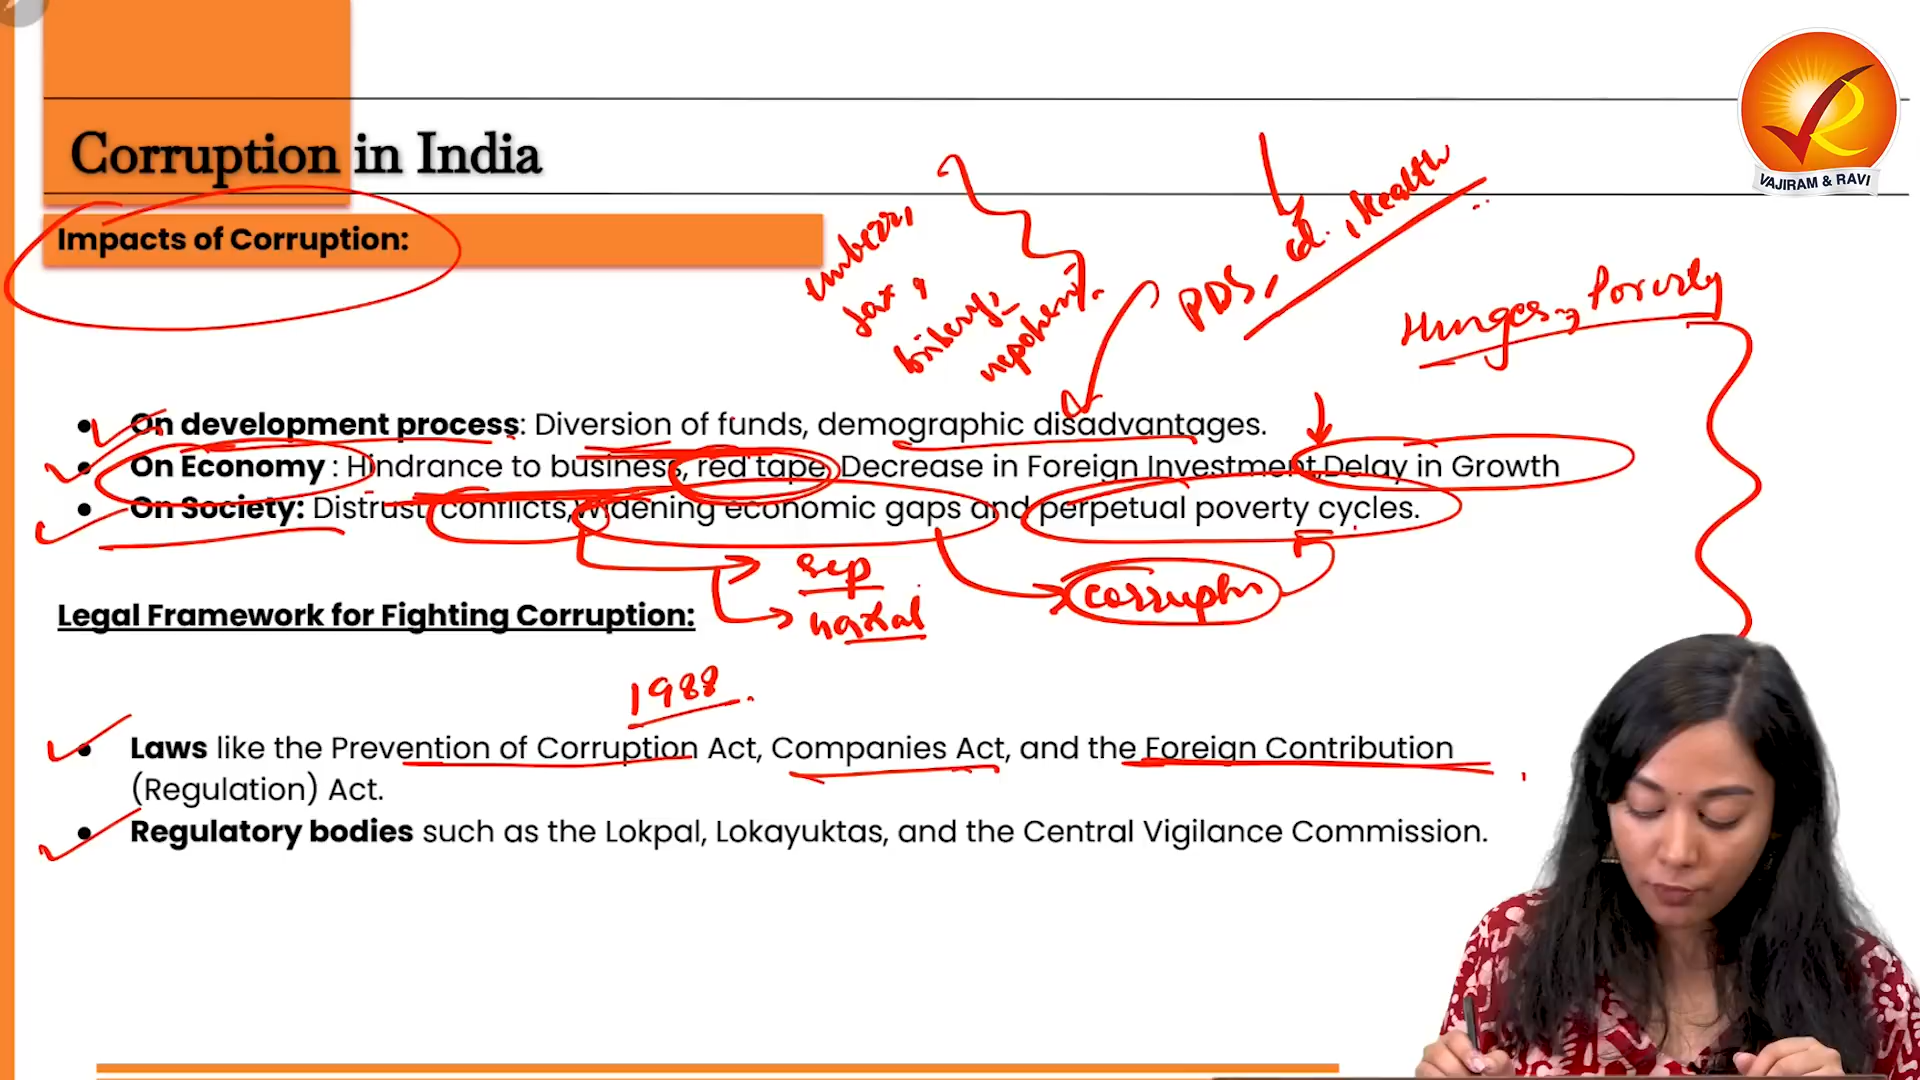 Corruption in India
VAJIRAM & RAVI
Impacts of Corruption:
tax,
bribery,
PDS, ed., Health
Hunger, Poverty
On development process: Diversion of funds, demographic disadvantages.
On Economy : Hindrance to business, red tape, Decrease in Foreign Investment,Delay in Growth
On Society: Distrust, conflicts,Widening economic gaps and perpetual poverty cycles.
sep
naxal
Legal Framework for Fighting Corruption:
1988
Laws like the Prevention of Corruption Act, Companies Act, and the Foreign Contribution
(Regulation) Act.
Regulatory bodies such as the Lokpal, Lokayuktas, and the Central Vigilance Commission.